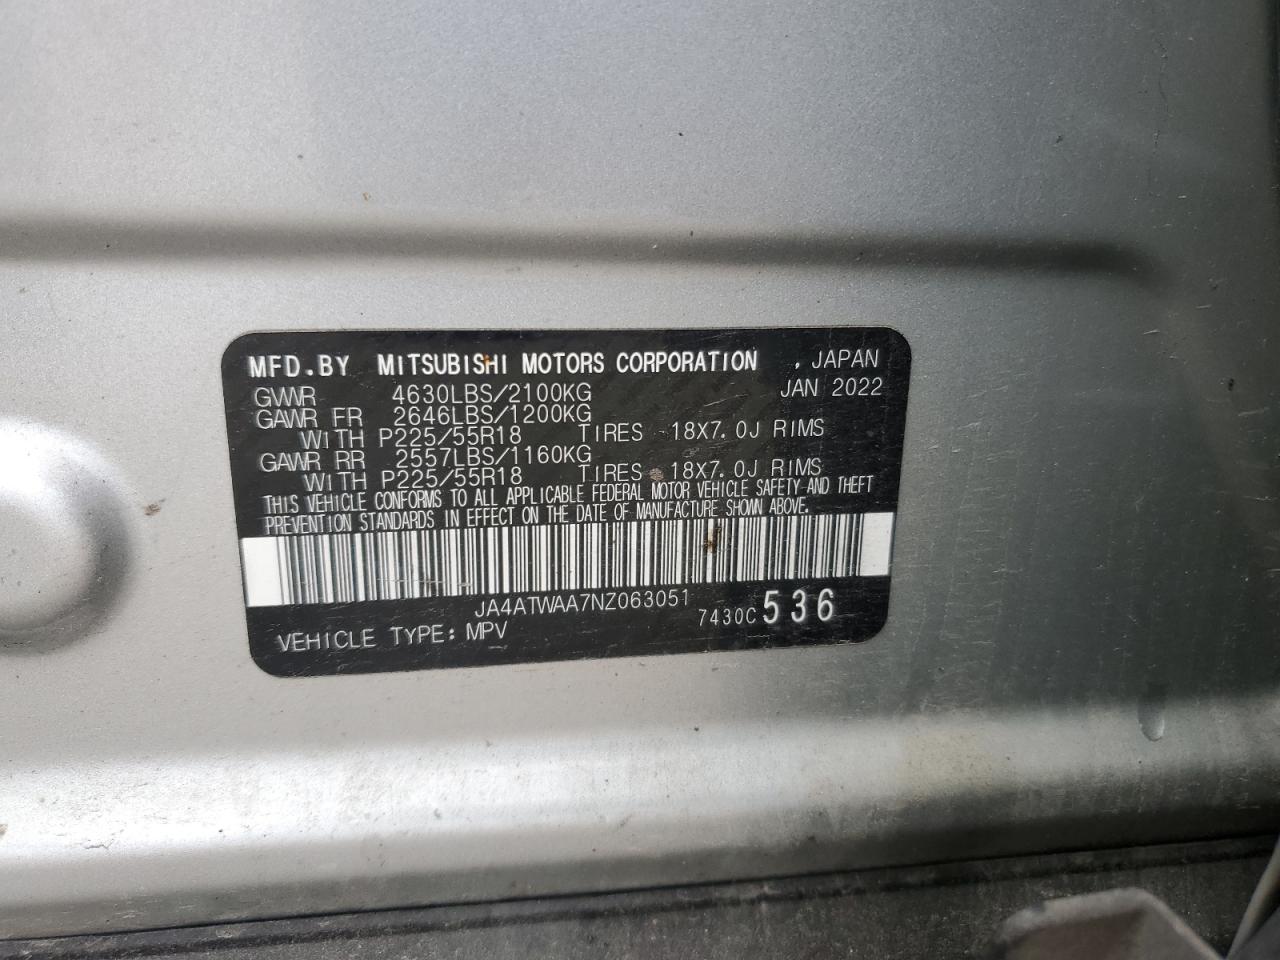 MFD.BY MITSUBISHI MOTORS CORPORATION , JAPAN
GVWR 4630LBS/2100KG JAN 2022
GAWR FR 2646LBS/1200KG
WITH P225/55R18 TIRES 18X7.0J RIMS
GAWR RR 2557LBS/1160KG
WITH P225/55R18 TIRES 18X7.0J RIMS
THIS VEHICLE CONFORMS TO ALL APPLICABLE FEDERAL MOTOR VEHICLE SAFETY AND THEFT
PREVENTION STANDARDS IN EFFECT ON THE DATE OF MANUFACTURE SHOWN ABOVE.
JA4ATWAA7NZ063051
7430C 536
VEHICLE TYPE: MPV